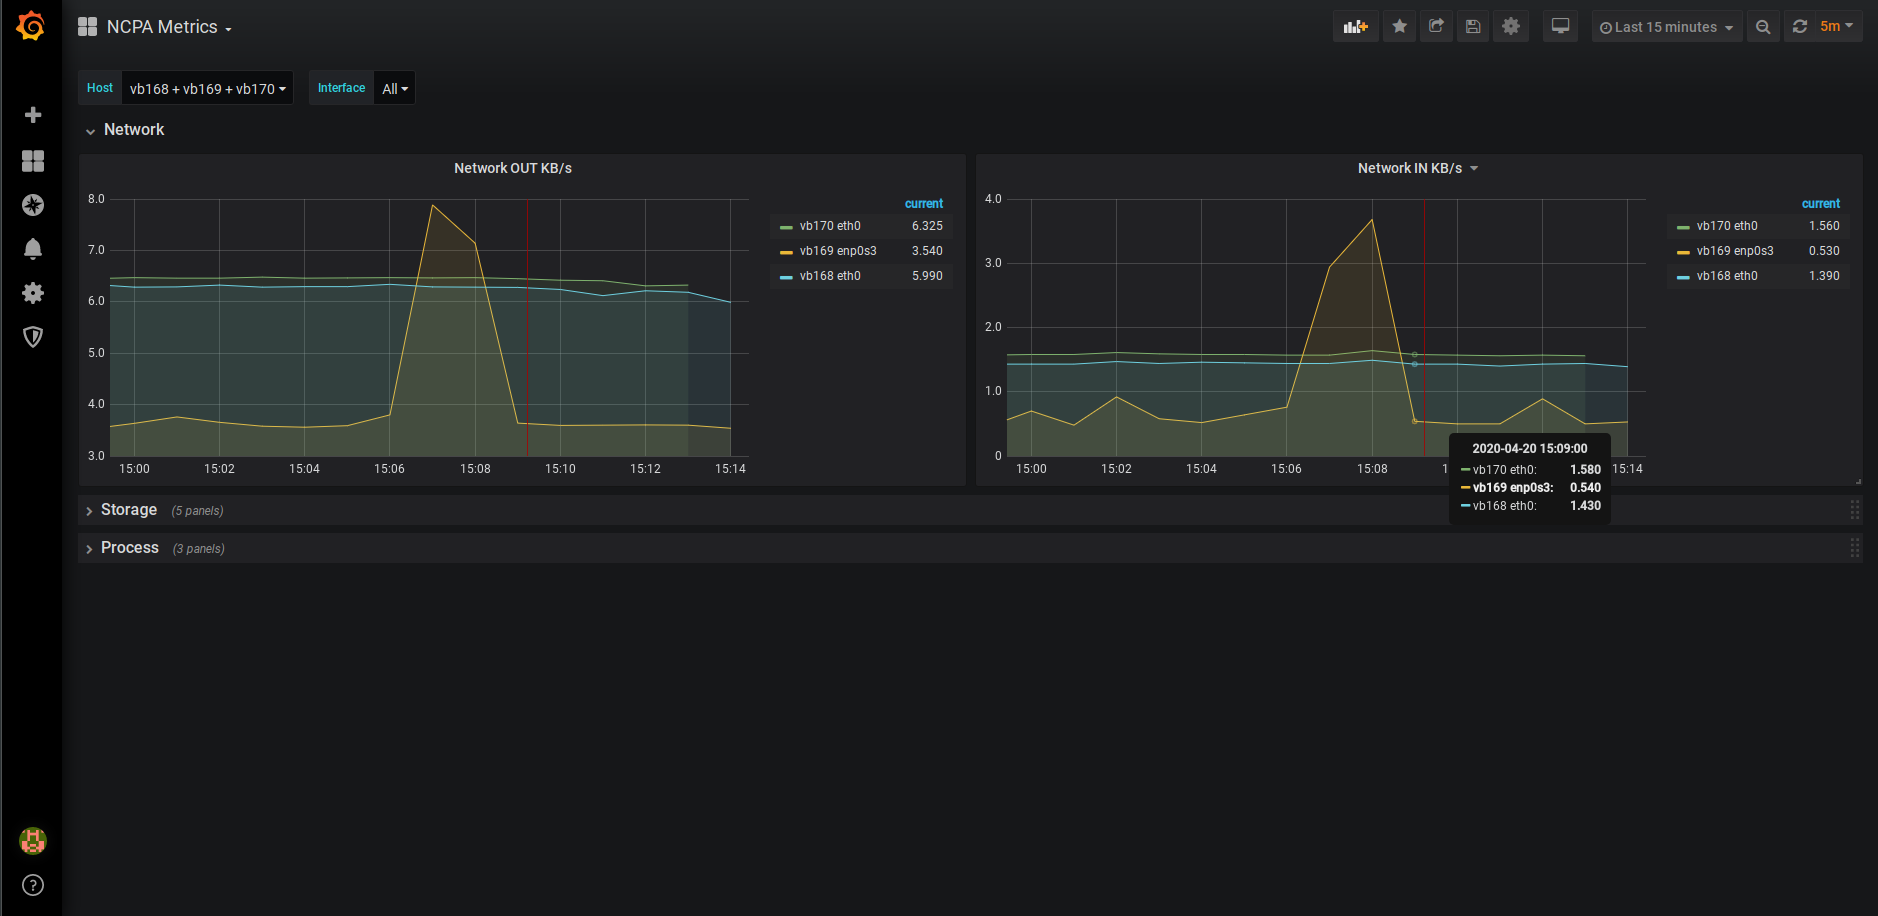 NCPA Metrics
Last 15 minutes
5m
Host vb168 + vb169 + vb170
Interface All
Network
Network OUT KB/s
8.0
7.0
6.0
5.0
4.0
3.0
15:00 15:02 15:04 15:06 15:08 15:10 15:12 15:14
current
vb170 eth0 6.325
vb169 enp0s3 3.540
vb168 eth0 5.990
Network IN KB/s
4.0
3.0
2.0
1.0
0
15:00 15:02 15:04 15:06 15:08 1 15:14
current
vb170 eth0 1.560
vb169 enp0s3 0.530
vb168 eth0 1.390
2020-04-20 15:09:00
vb170 eth0: 1.580
vb169 enp0s3: 0.540
vb168 eth0: 1.430
Storage (5 panels)
Process (3 panels)
?